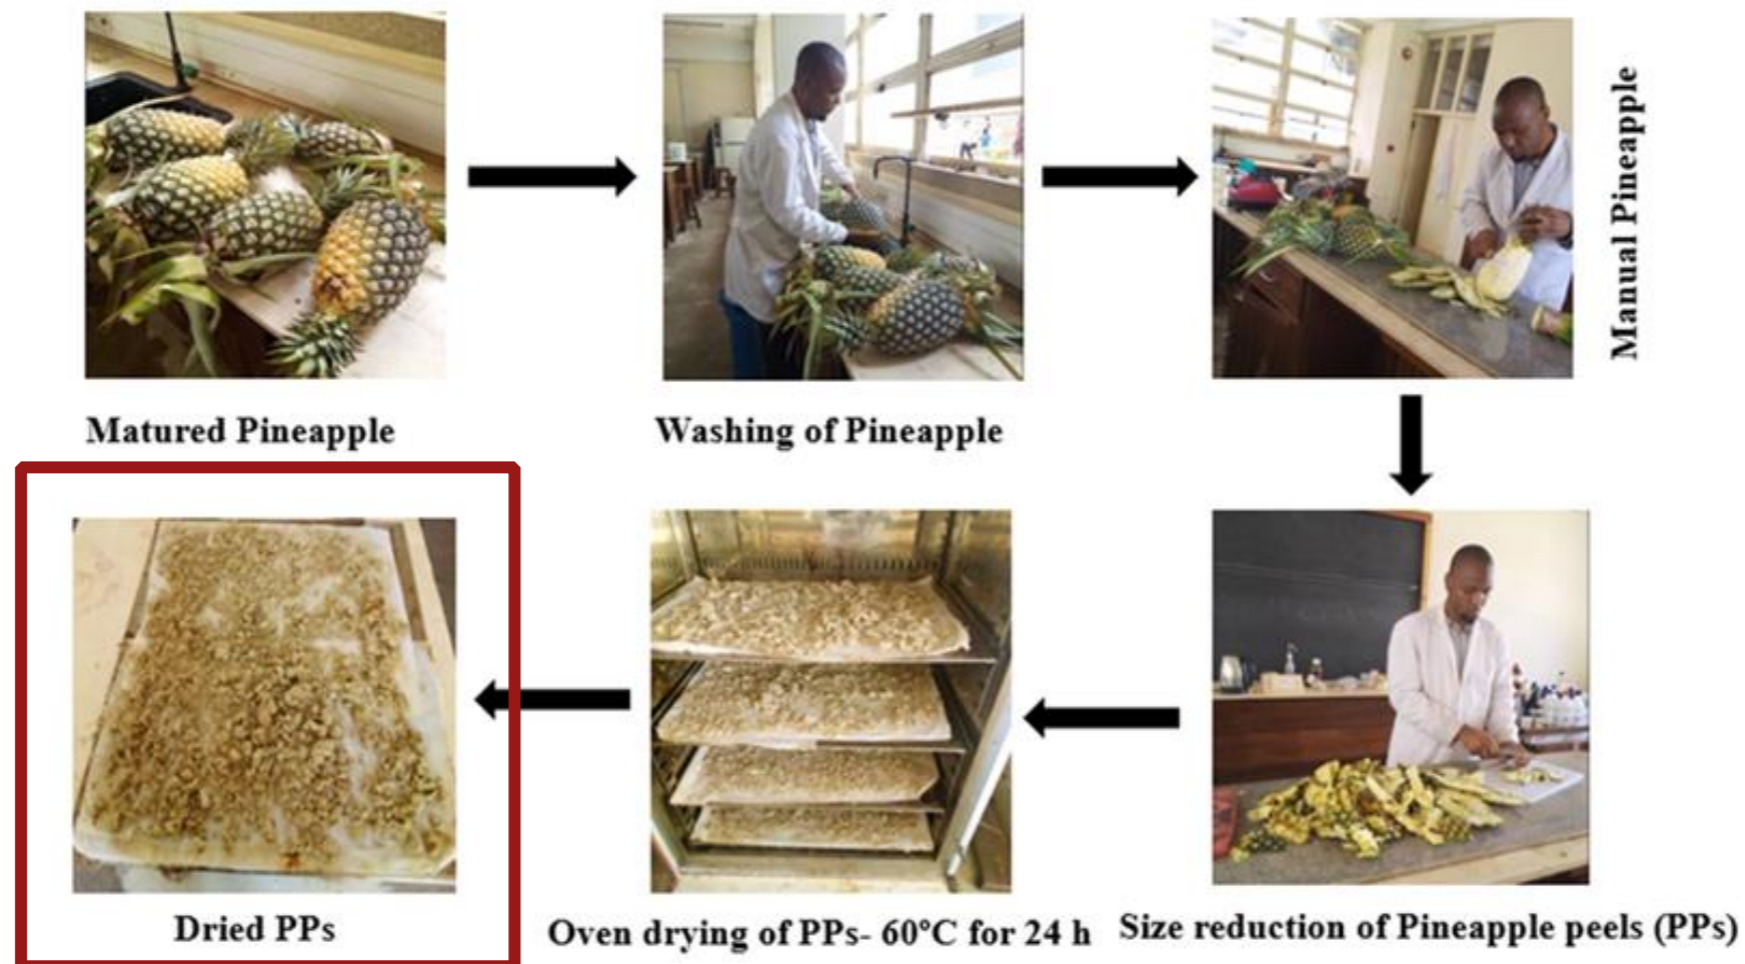 Manual Pineapple
Matured Pineapple
Washing of Pineapple
Dried PPs
Oven drying of PPs- 60°C for 24 h
Size reduction of Pineapple peels (PPs)